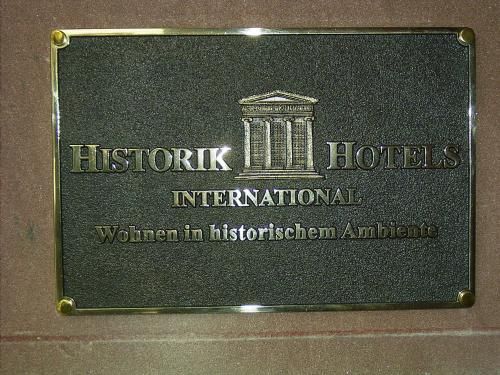 HISTORIK HOTELS
INTERNATIONAL
Wohnen in historischem Ambiente